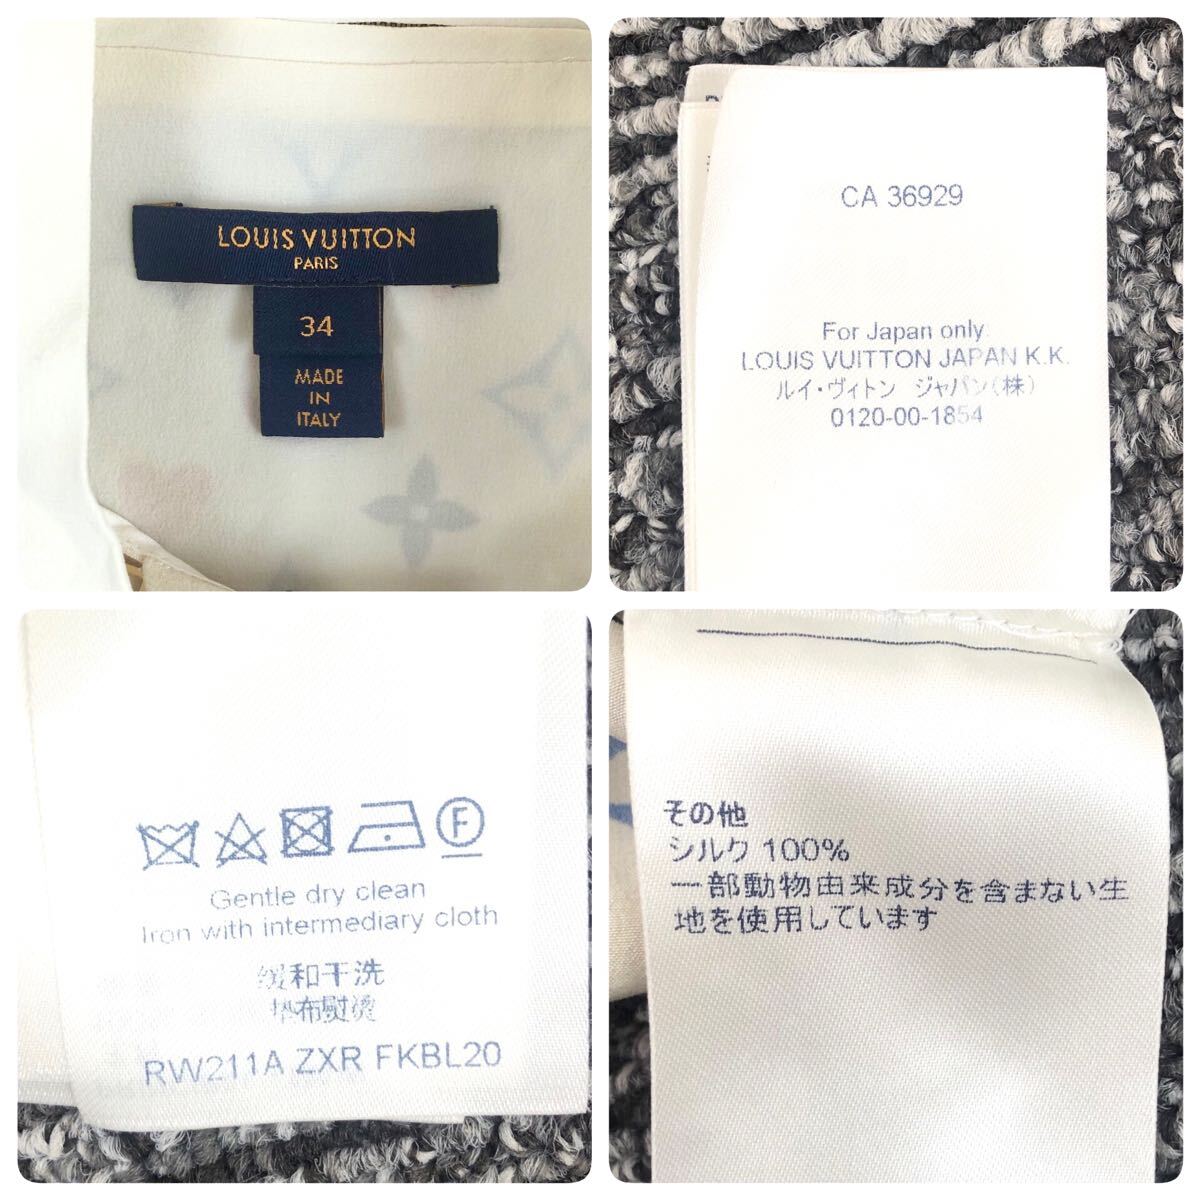 LOUIS VUITTON
PARIS
34
MADE
IN
ITALY
CA 36929
For Japan only.
LOUIS VUITTON JAPAN K.K.
ルイ・ヴィトン ジャパン(株)
0120-00-1854
F
Gentle dry clean
Iron with intermediary cloth
缓和干洗
垫布熨烫
RW211A ZXR FKBL20
その他
シルク 100%
一部動物由来成分を含まない生
地を使用しています